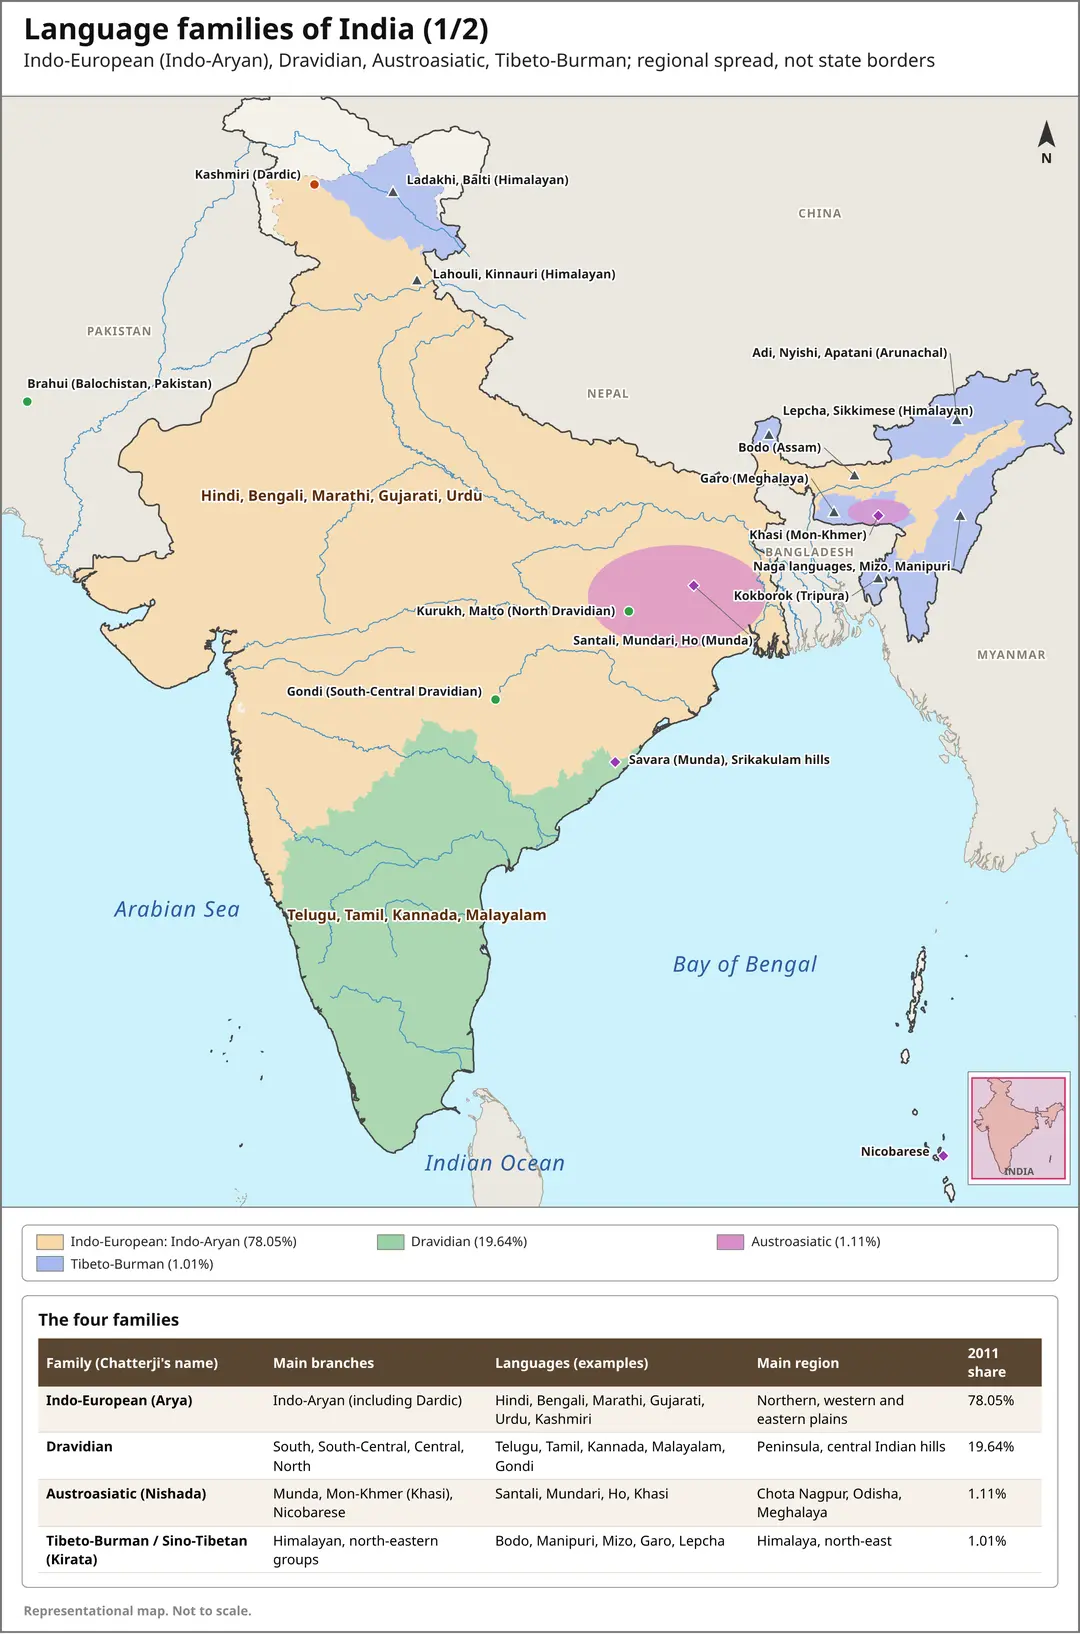 Language families of India (1/2)
Indo-European (Indo-Aryan), Dravidian, Austroasiatic, Tibeto-Burman; regional spread, not state borders
N
Kashmiri (Dardic)
Ladakhi, Balti (Himalayan)
CHINA
Lahouli, Kinnauri (Himalayan)
PAKISTAN
Adi, Nyishi, Apatani (Arunachal)
Brahui (Balochistan, Pakistan)
NEPAL
Lepcha, Sikkimese (Himalayan)
Bodo (Assam)
Garo (Meghalaya)
Hindi, Bengali, Marathi, Gujarati, Urdu
Khasi (Mon-Khmer)
BANGLADESH
Naga languages, Mizo, Manipuri
Kokborok (Tripura)
Kurukh, Malto (North Dravidian)
Santali, Mundari, Ho (Munda)
MYANMAR
Gondi (South-Central Dravidian)
Savara (Munda), Srikakulam hills
Arabian Sea
Telugu, Tamil, Kannada, Malayalam
Bay of Bengal
Nicobarese
Indian Ocean
INDIA
Indo-European: Indo-Aryan (78.05%)
Dravidian (19.64%)
Austroasiatic (1.11%)
Tibeto-Burman (1.01%)
The four families
Family (Chatterji's name) Main branches Languages (examples) Main region 2011 share
Indo-European (Arya) Indo-Aryan (including Dardic) Hindi, Bengali, Marathi, Gujarati, Urdu, Kashmiri Northern, western and eastern plains 78.05%
Dravidian South, South-Central, Central, North Telugu, Tamil, Kannada, Malayalam, Gondi Peninsula, central Indian hills 19.64%
Austroasiatic (Nishada) Munda, Mon-Khmer (Khasi), Nicobarese Santali, Mundari, Ho, Khasi Chota Nagpur, Odisha, Meghalaya 1.11%
Tibeto-Burman / Sino-Tibetan (Kirata) Himalayan, north-eastern groups Bodo, Manipuri, Mizo, Garo, Lepcha Himalaya, north-east 1.01%
Representational map. Not to scale.